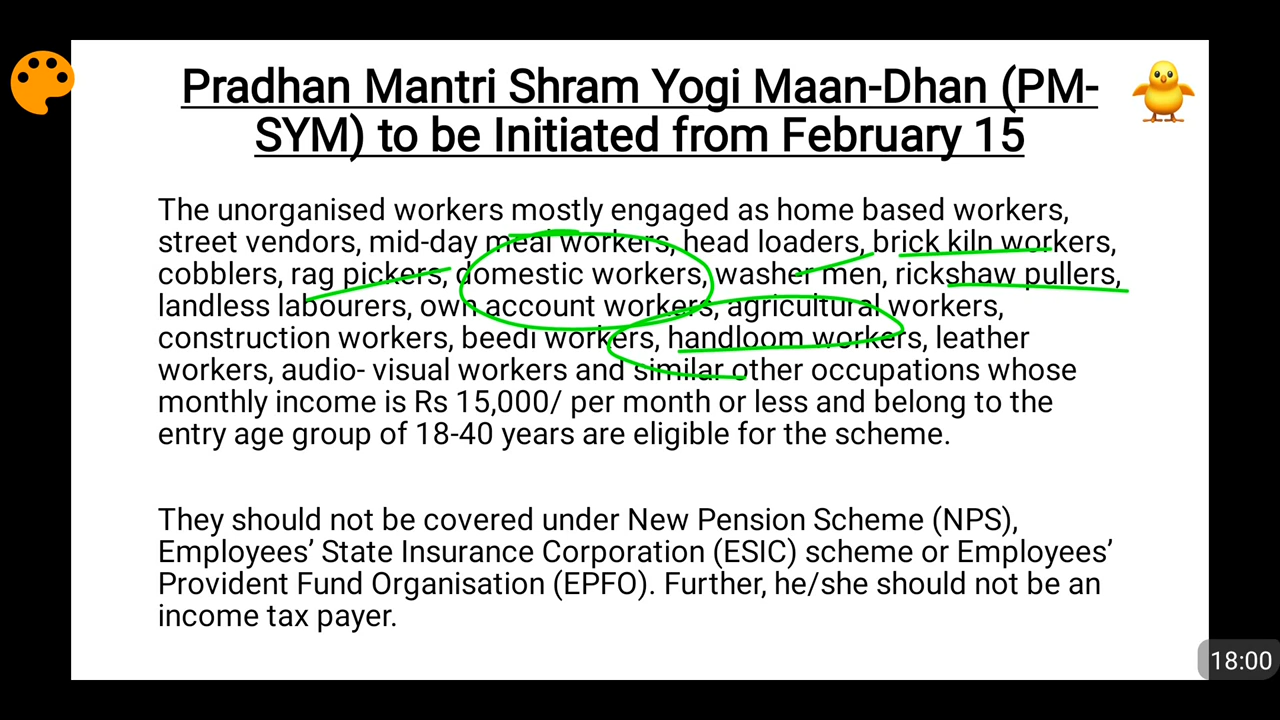 Pradhan Mantri Shram Yogi Maan-Dhan (PM-
SYM) to be Initiated from February 15
The unorganised workers mostly engaged as home based workers,
street vendors, mid-day meal workers, head loaders, brick kiln workers,
cobblers, rag pickers, domestic workers, washer men, rickshaw pullers,
landless labourers, own account workers, agricultural workers,
construction workers, beedi workers, handloom workers, leather
workers, audio- visual workers and similar other occupations whose
monthly income is Rs 15,000/ per month or less and belong to the
entry age group of 18-40 years are eligible for the scheme.
They should not be covered under New Pension Scheme (NPS),
Employees’ State Insurance Corporation (ESIC) scheme or Employees’
Provident Fund Organisation (EPFO). Further, he/she should not be an
income tax payer.
18:00